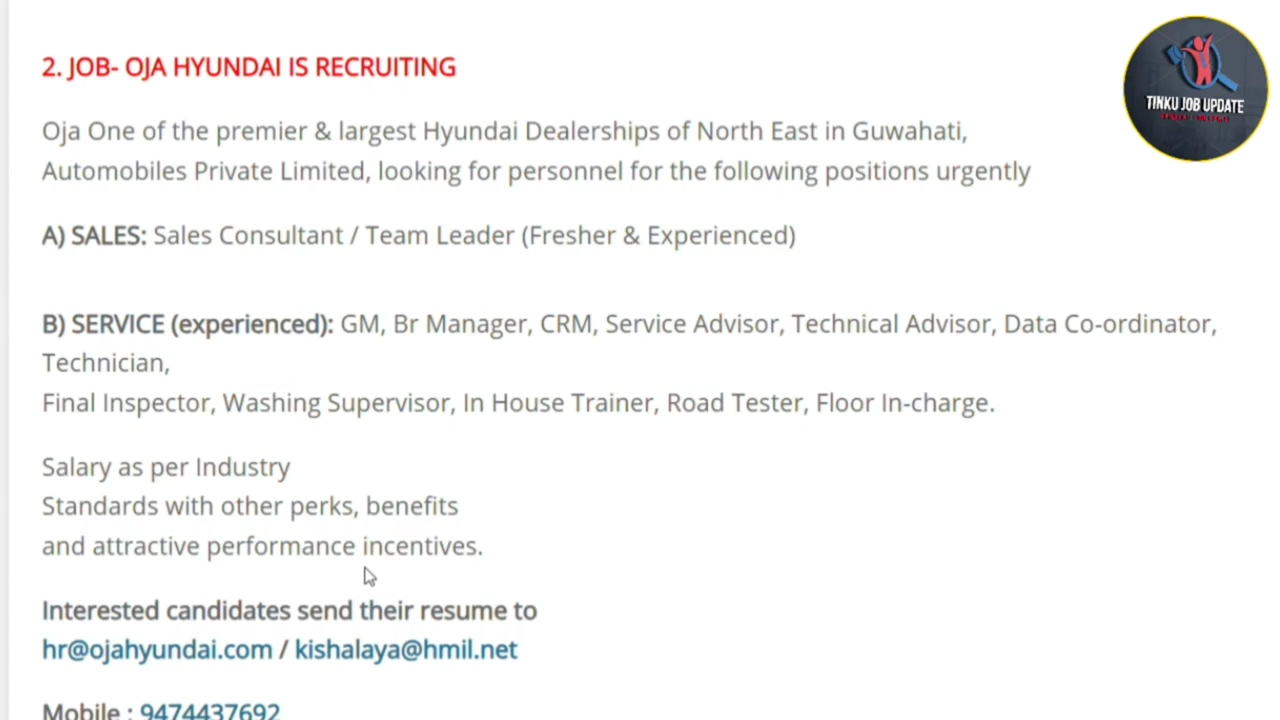 2. JOB- OJA HYUNDAI IS RECRUITING
TINKU JOB UPDATE
Oja One of the premier & largest Hyundai Dealerships of North East in Guwahati,
Automobiles Private Limited, looking for personnel for the following positions urgently
A) SALES: Sales Consultant / Team Leader (Fresher & Experienced)
B) SERVICE (experienced): GM, Br Manager, CRM, Service Advisor, Technical Advisor, Data Co-ordinator,
Technician,
Final Inspector, Washing Supervisor, In House Trainer, Road Tester, Floor In-charge.
Salary as per Industry
Standards with other perks, benefits
and attractive performance incentives.
Interested candidates send their resume to
hr@ojahyundai.com / kishalaya@hmil.net
Mobile : 9474437692